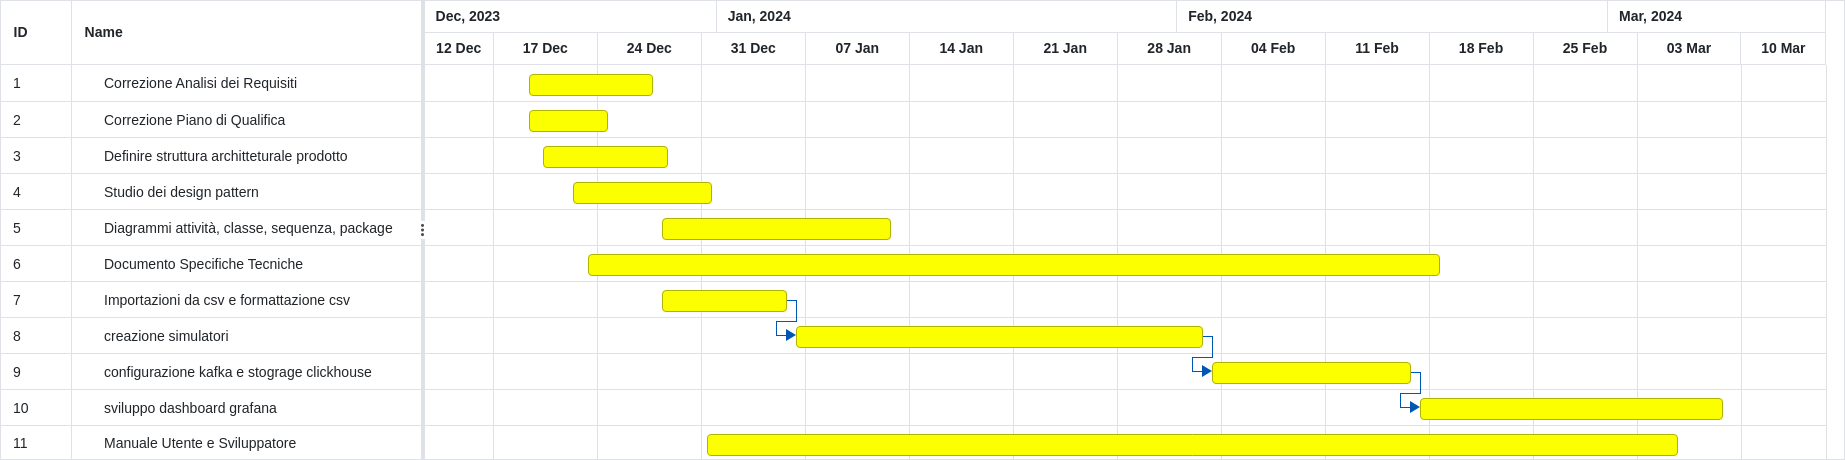 ID
Name
Dec, 2023
Jan, 2024
Feb, 2024
Mar, 2024
12 Dec
17 Dec
24 Dec
31 Dec
07 Jan
14 Jan
21 Jan
28 Jan
04 Feb
11 Feb
18 Feb
25 Feb
03 Mar
10 Mar
1 Correzione Analisi dei Requisiti
2 Correzione Piano di Qualifica
3 Definire struttura architteturale prodotto
4 Studio dei design pattern
5 Diagrammi attività, classe, sequenza, package
6 Documento Specifiche Tecniche
7 Importazioni da csv e formattazione csv
8 creazione simulatori
9 configurazione kafka e stograge clickhouse
10 sviluppo dashboard grafana
11 Manuale Utente e Sviluppatore